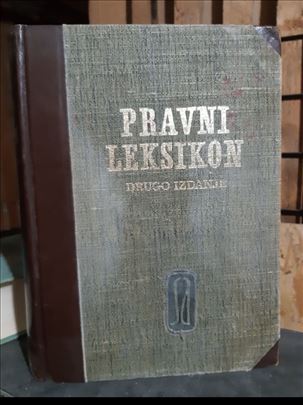 PRAVNI
LEKSIKON
DRUGO IZDANJE